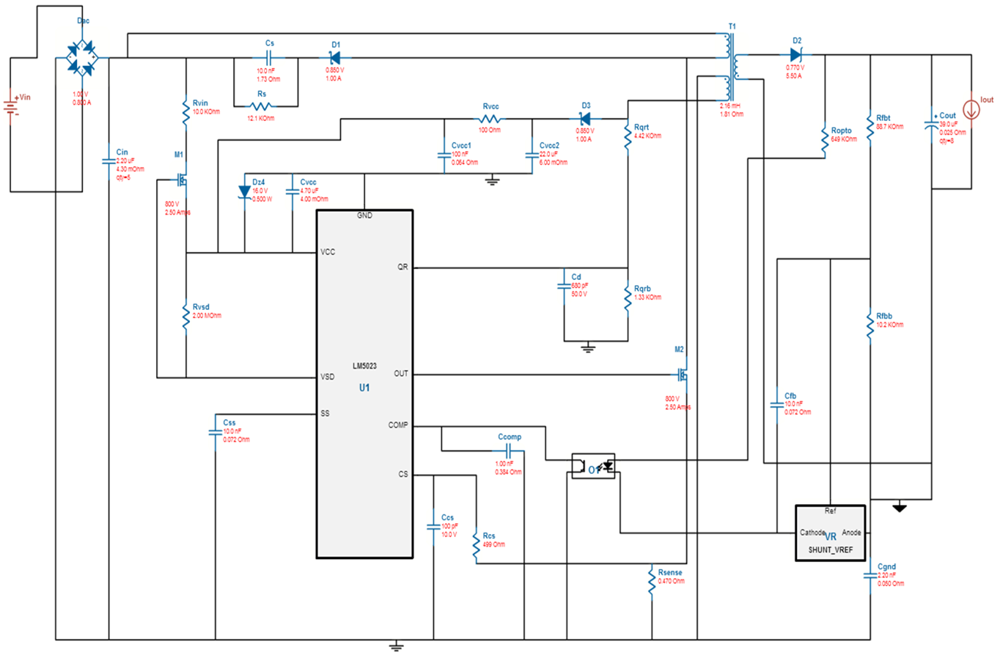 Dac
1.00 V
0.800 A
+Vin
-
Cin
2.20 uF
4.30 mOhm
qty=5
Rvin
10.0 KOhm
M1
800 V
2.50 Amps
Cs
10.0 nF
1.73 Ohm
Rs
12.1 KOhm
D1
0.850 V
1.00 A
Rvcc
100 Ohm
D3
0.850 V
1.00 A
Cvcc1
100 nF
0.064 Ohm
Cvcc2
22.0 uF
6.00 mOhm
Dz4
16.0 V
0.500 W
Cvcc
4.70 uF
4.00 mOhm
Rqrt
4.42 KOhm
T1
2.16 mH
1.81 Ohm
D2
0.770 V
5.50 A
Ropto
649 KOhm
Rfbt
88.7 KOhm
+ Cout
39.0 uF
0.025 Ohm
qty=8
Iout
GND
VCC
QR
VSD
OUT
SS
COMP
CS
LM5023
U1
Rvsd
2.00 MOhm
Cd
680 pF
50.0 V
Rqrb
1.33 KOhm
M2
800 V
2.50 Amps
Rfbb
10.2 KOhm
Cfb
10.0 nF
0.072 Ohm
Css
10.0 nF
0.072 Ohm
Ccomp
1.00 nF
0.384 Ohm
O1
Ccs
100 pF
10.0 V
Rcs
499 Ohm
Rsense
0.470 Ohm
Ref
Cathode
VR
Anode
SHUNT_VREF
Cgnd
2.20 nF
0.050 Ohm